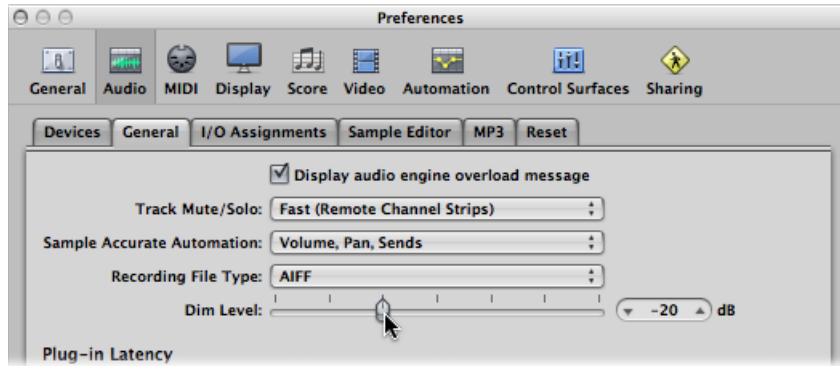 Preferences
General Audio MIDI Display Score Video Automation Control Surfaces Sharing
Devices General I/O Assignments Sample Editor MP3 Reset
Display audio engine overload message
Track Mute/Solo: Fast (Remote Channel Strips)
Sample Accurate Automation: Volume, Pan, Sends
Recording File Type: AIFF
Dim Level: -20 dB
Plug-in Latency